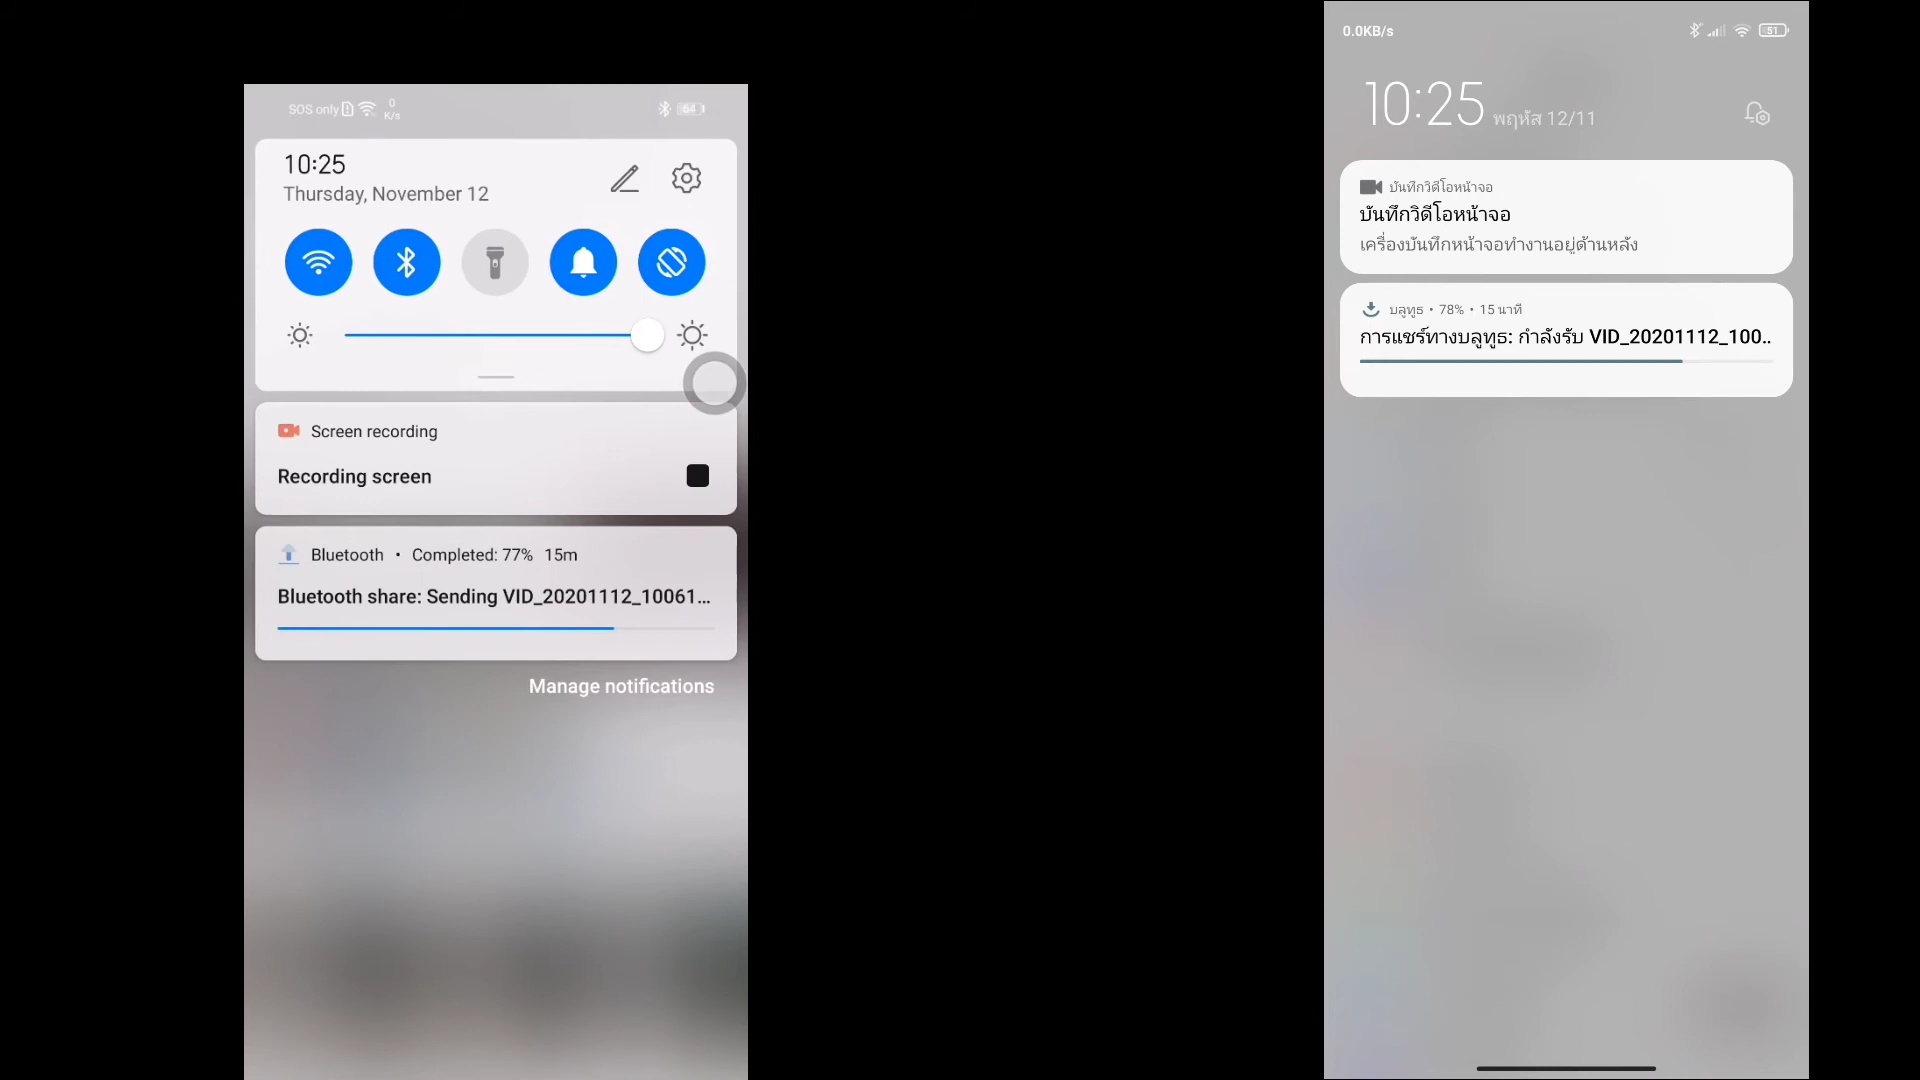 SOS only
0
K/s
64
10:25
Thursday, November 12
Screen recording
Recording screen
Bluetooth • Completed: 77% 15m
Bluetooth share: Sending VID_20201112_10061...
Manage notifications
0.0KB/s
51
10:25 พฤหัส 12/11
บันทึกวิดีโอหน้าจอ
บันทึกวิดีโอหน้าจอ
เครื่องบันทึกหน้าจอทำงานอยู่ด้านหลัง
บลูทูธ • 78% • 15 นาที
การแชร์ทางบลูทูธ: กำลังรับ VID_20201112_100..